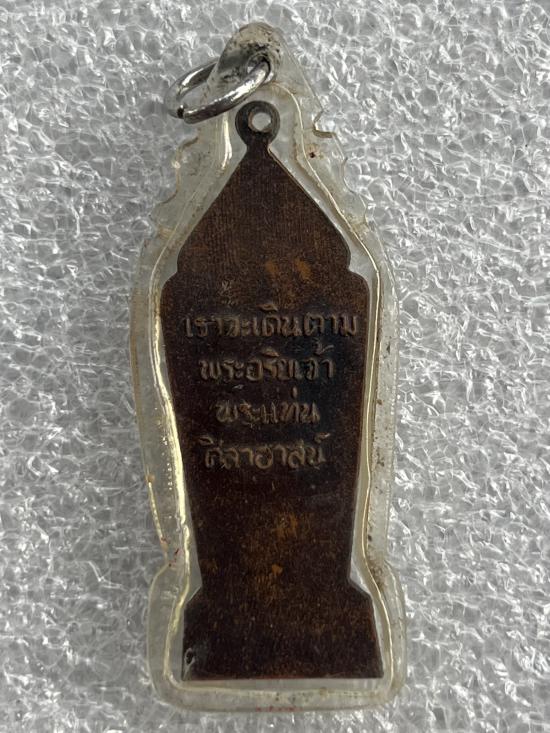 เราจะเดินตาม
พระอริยเจ้า
พระแท่น
ศิลาอาสน์